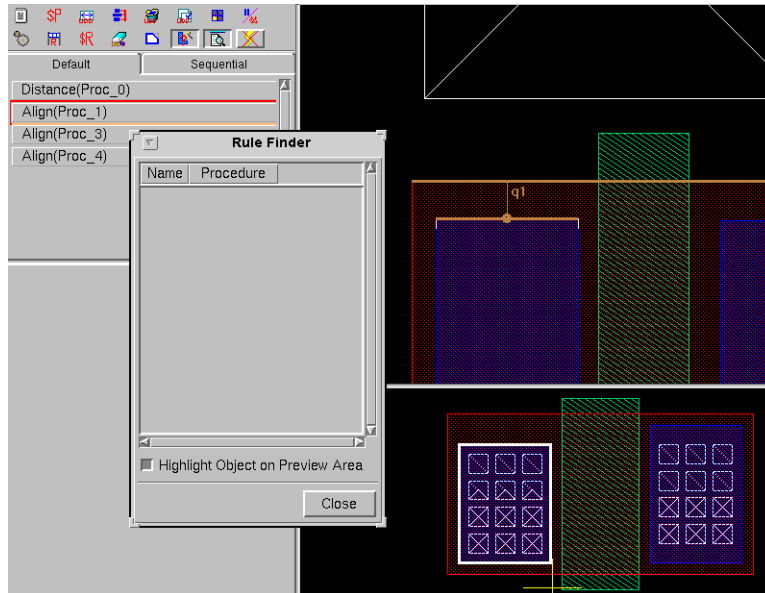 $P
$R
Default Sequential
Distance(Proc_0)
Align(Proc_1)
Align(Proc_3)
Align(Proc_4)
Rule Finder
Name Procedure
Highlight Object on Preview Area
Close
q1